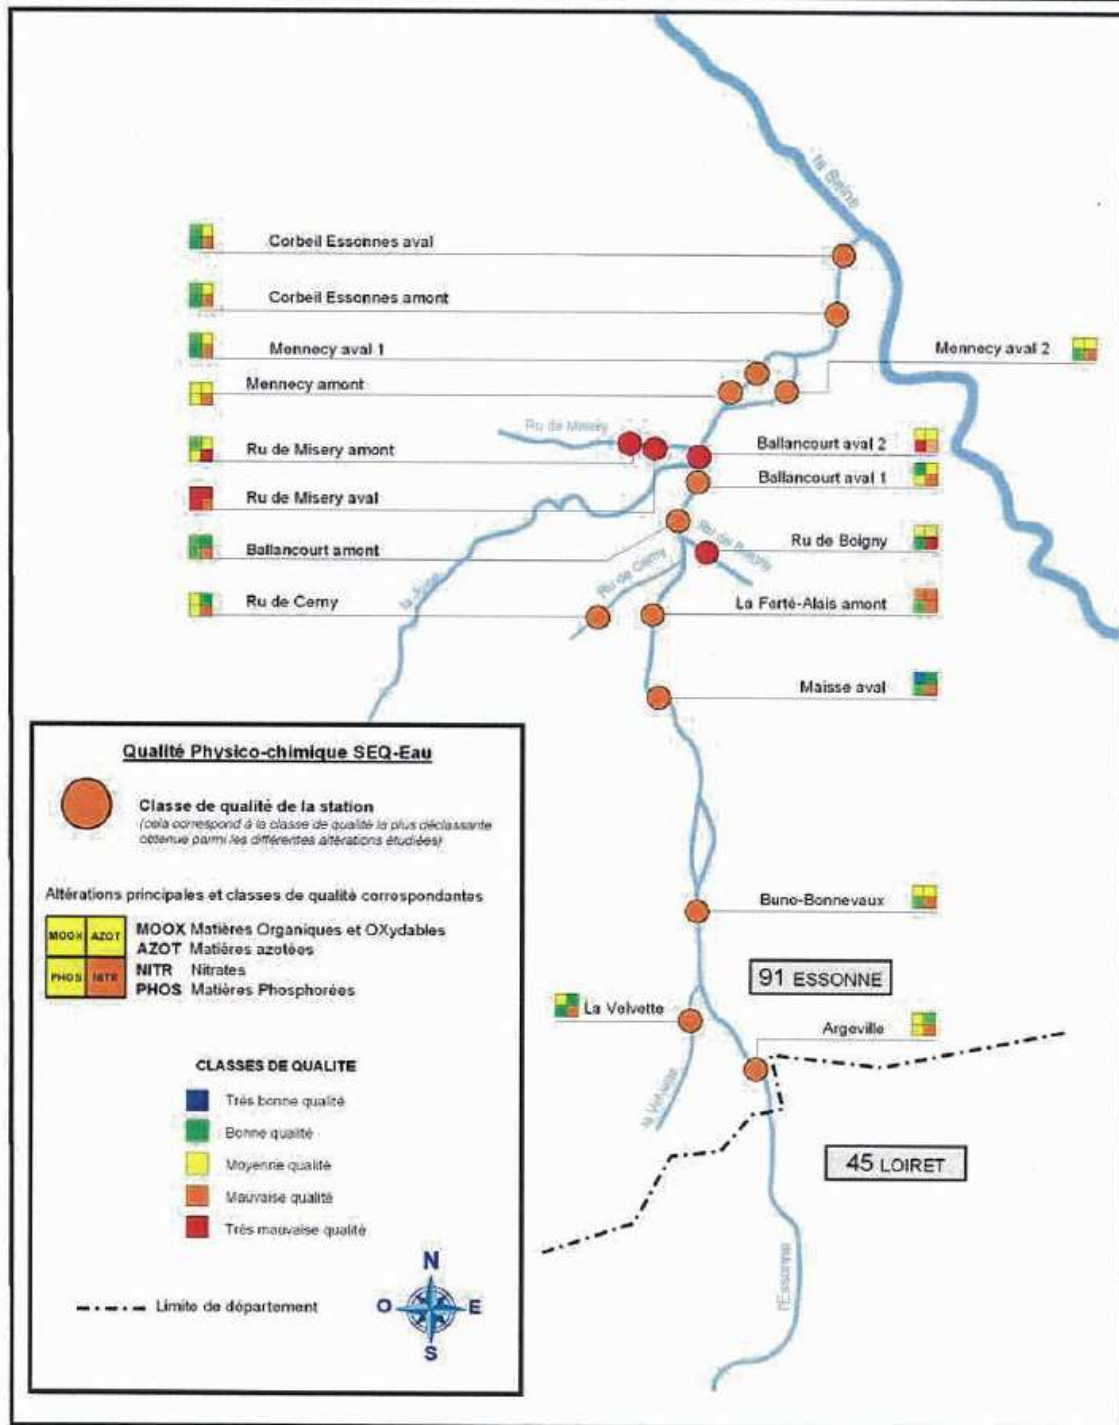 la Seine
Corbeil Essonnes aval
Corbeil Essonnes amont
Mennecy aval 1
Mennecy aval 2
Mennecy amont
Ru de Misery
Ru de Misery amont
Ballancourt aval 2
Ballancourt aval 1
Ru de Misery aval
Ru de Boigny
Ballancourt amont
Ru de Cerny
la Juine
Ru de Cerny
La Ferté-Alais amont
Maisse aval
Qualité Physico-chimique SEQ-Eau
Classe de qualité de la station
(cela correspond à la classe de qualité la plus déclassante
obtenue parmi les différentes altérations étudiées)
Altérations principales et classes de qualité correspondantes
MOOX AZOT
PHOS NITR
MOOX Matières Organiques et OXydables
AZOT Matières azotées
NITR Nitrates
PHOS Matières Phosphorées
CLASSES DE QUALITE
Très bonne qualité
Bonne qualité
Moyenne qualité
Mauvaise qualité
Très mauvaise qualité
Limite de département
N
O E
S
Buno-Bonnevaux
91 ESSONNE
La Velvette
Argeville
la Velvette
45 LOIRET
l'Essonne